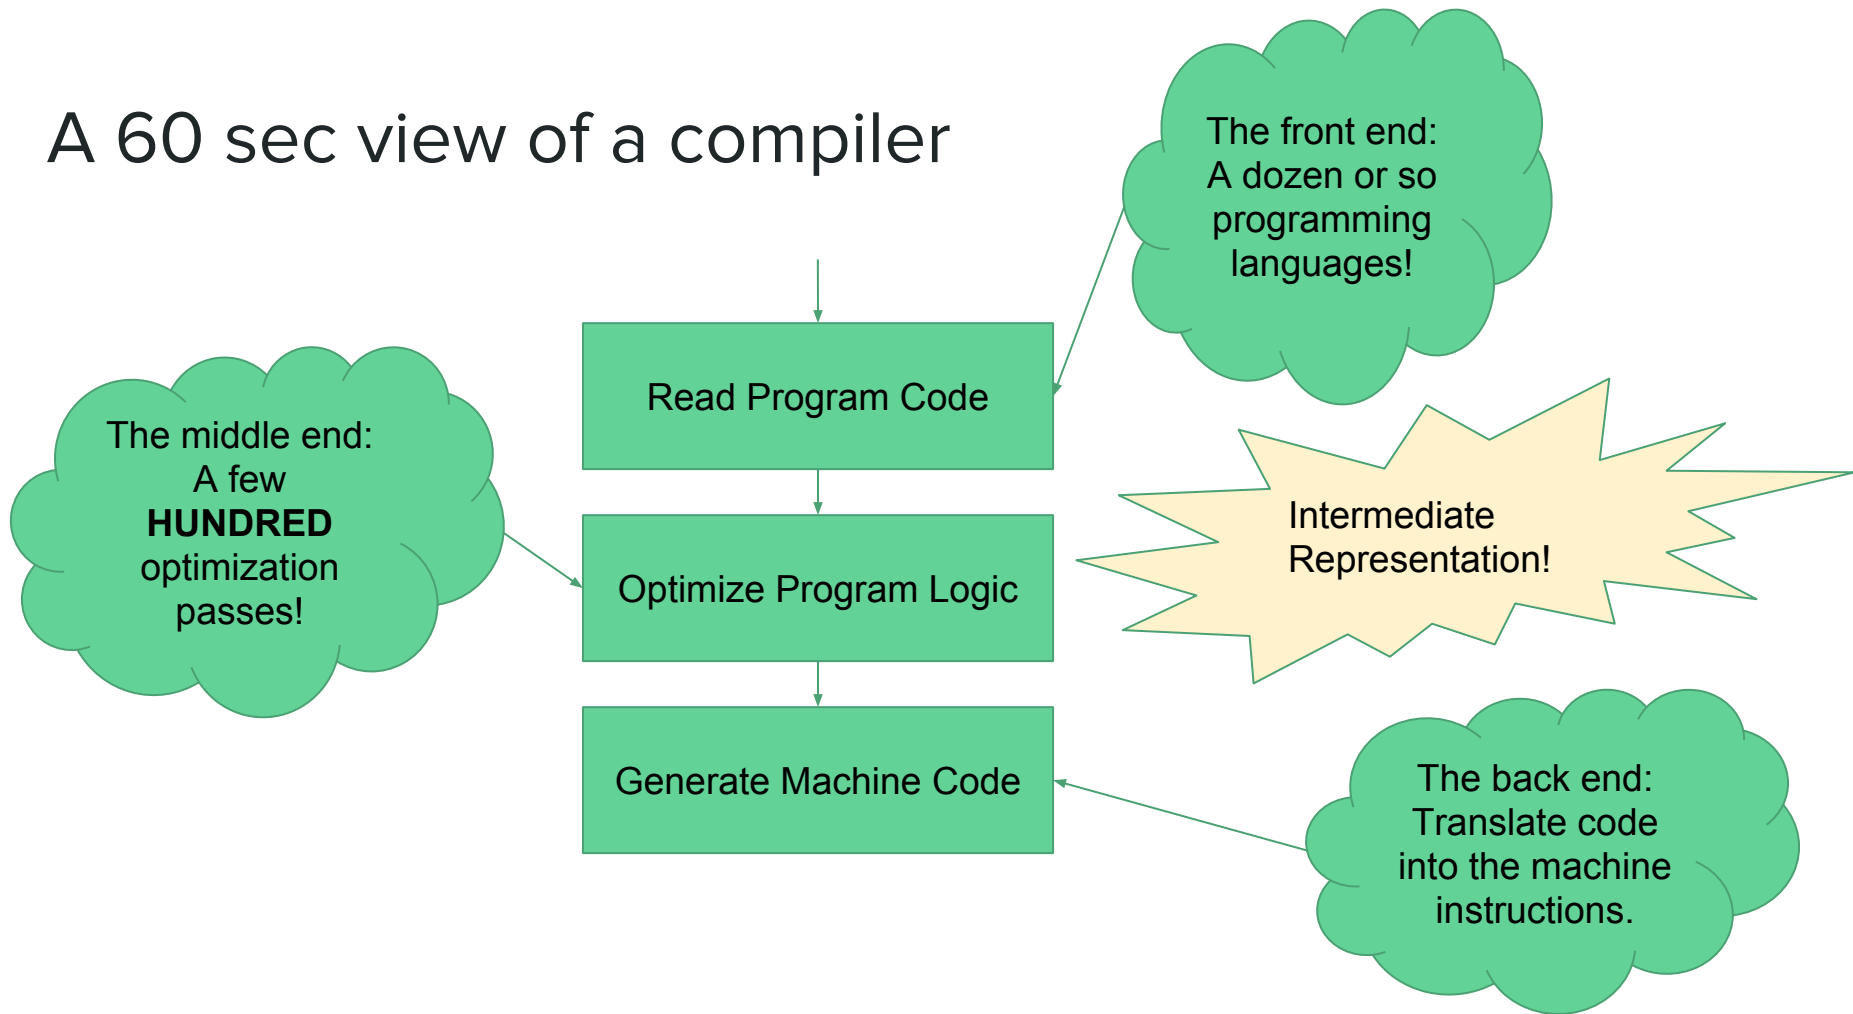 A 60 sec view of a compiler
The front end:
A dozen or so
programming
languages!
Read Program Code
The middle end:
A few
HUNDRED
optimization
passes!
Intermediate
Representation!
Optimize Program Logic
Generate Machine Code
The back end:
Translate code
into the machine
instructions.